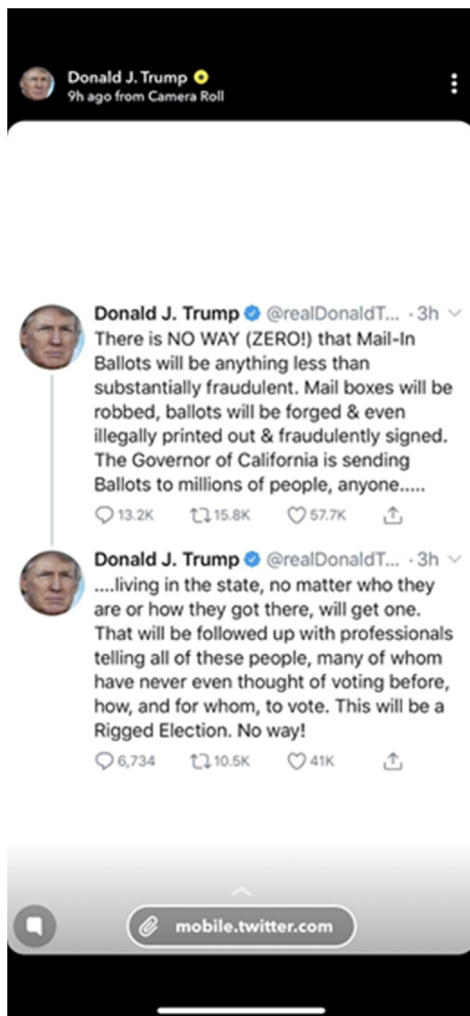 Donald J. Trump
9h ago from Camera Roll
Donald J. Trump @realDonaldT... · 3h
There is NO WAY (ZERO!) that Mail-In
Ballots will be anything less than
substantially fraudulent. Mail boxes will be
robbed, ballots will be forged & even
illegally printed out & fraudulently signed.
The Governor of California is sending
Ballots to millions of people, anyone.....
13.2K 15.8K 57.7K
Donald J. Trump @realDonaldT... · 3h
....living in the state, no matter who they
are or how they got there, will get one.
That will be followed up with professionals
telling all of these people, many of whom
have never even thought of voting before,
how, and for whom, to vote. This will be a
Rigged Election. No way!
6,734 10.5K 41K
mobile.twitter.com